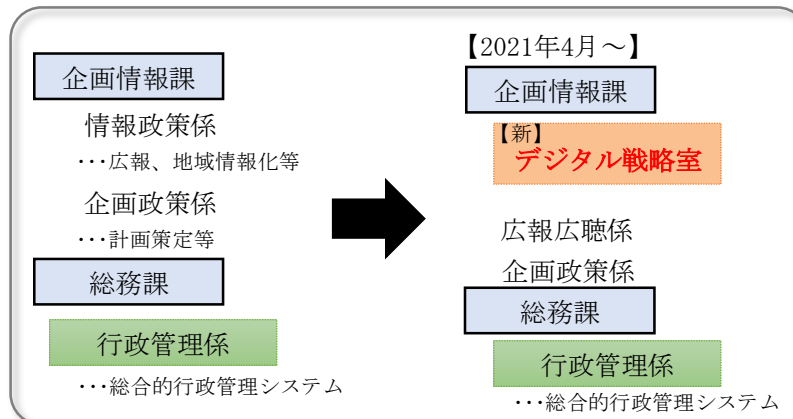 企画情報課
情報政策係
･･･広報、地域情報化等
企画政策係
･･･計画策定等
総務課
行政管理係
･･･総合的行政管理システム
【2021年4月～】
企画情報課
【新】
デジタル戦略室
広報広聴係
企画政策係
総務課
行政管理係
･･･総合的行政管理システム